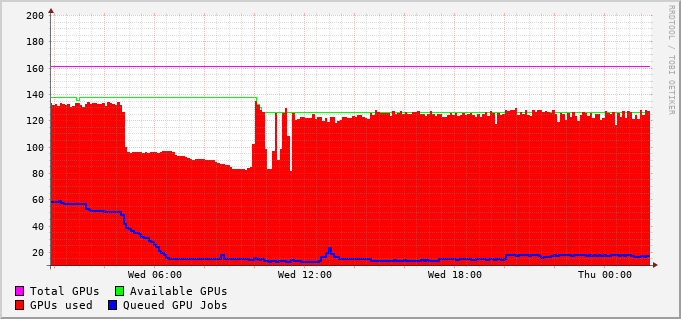 200
180
160
140
120
100
80
60
40
20
Wed 06:00 Wed 12:00 Wed 18:00 Thu 00:00
Total GPUs Available GPUs
GPUs used Queued GPU Jobs
RRDTOOL / TOBI OETIKER